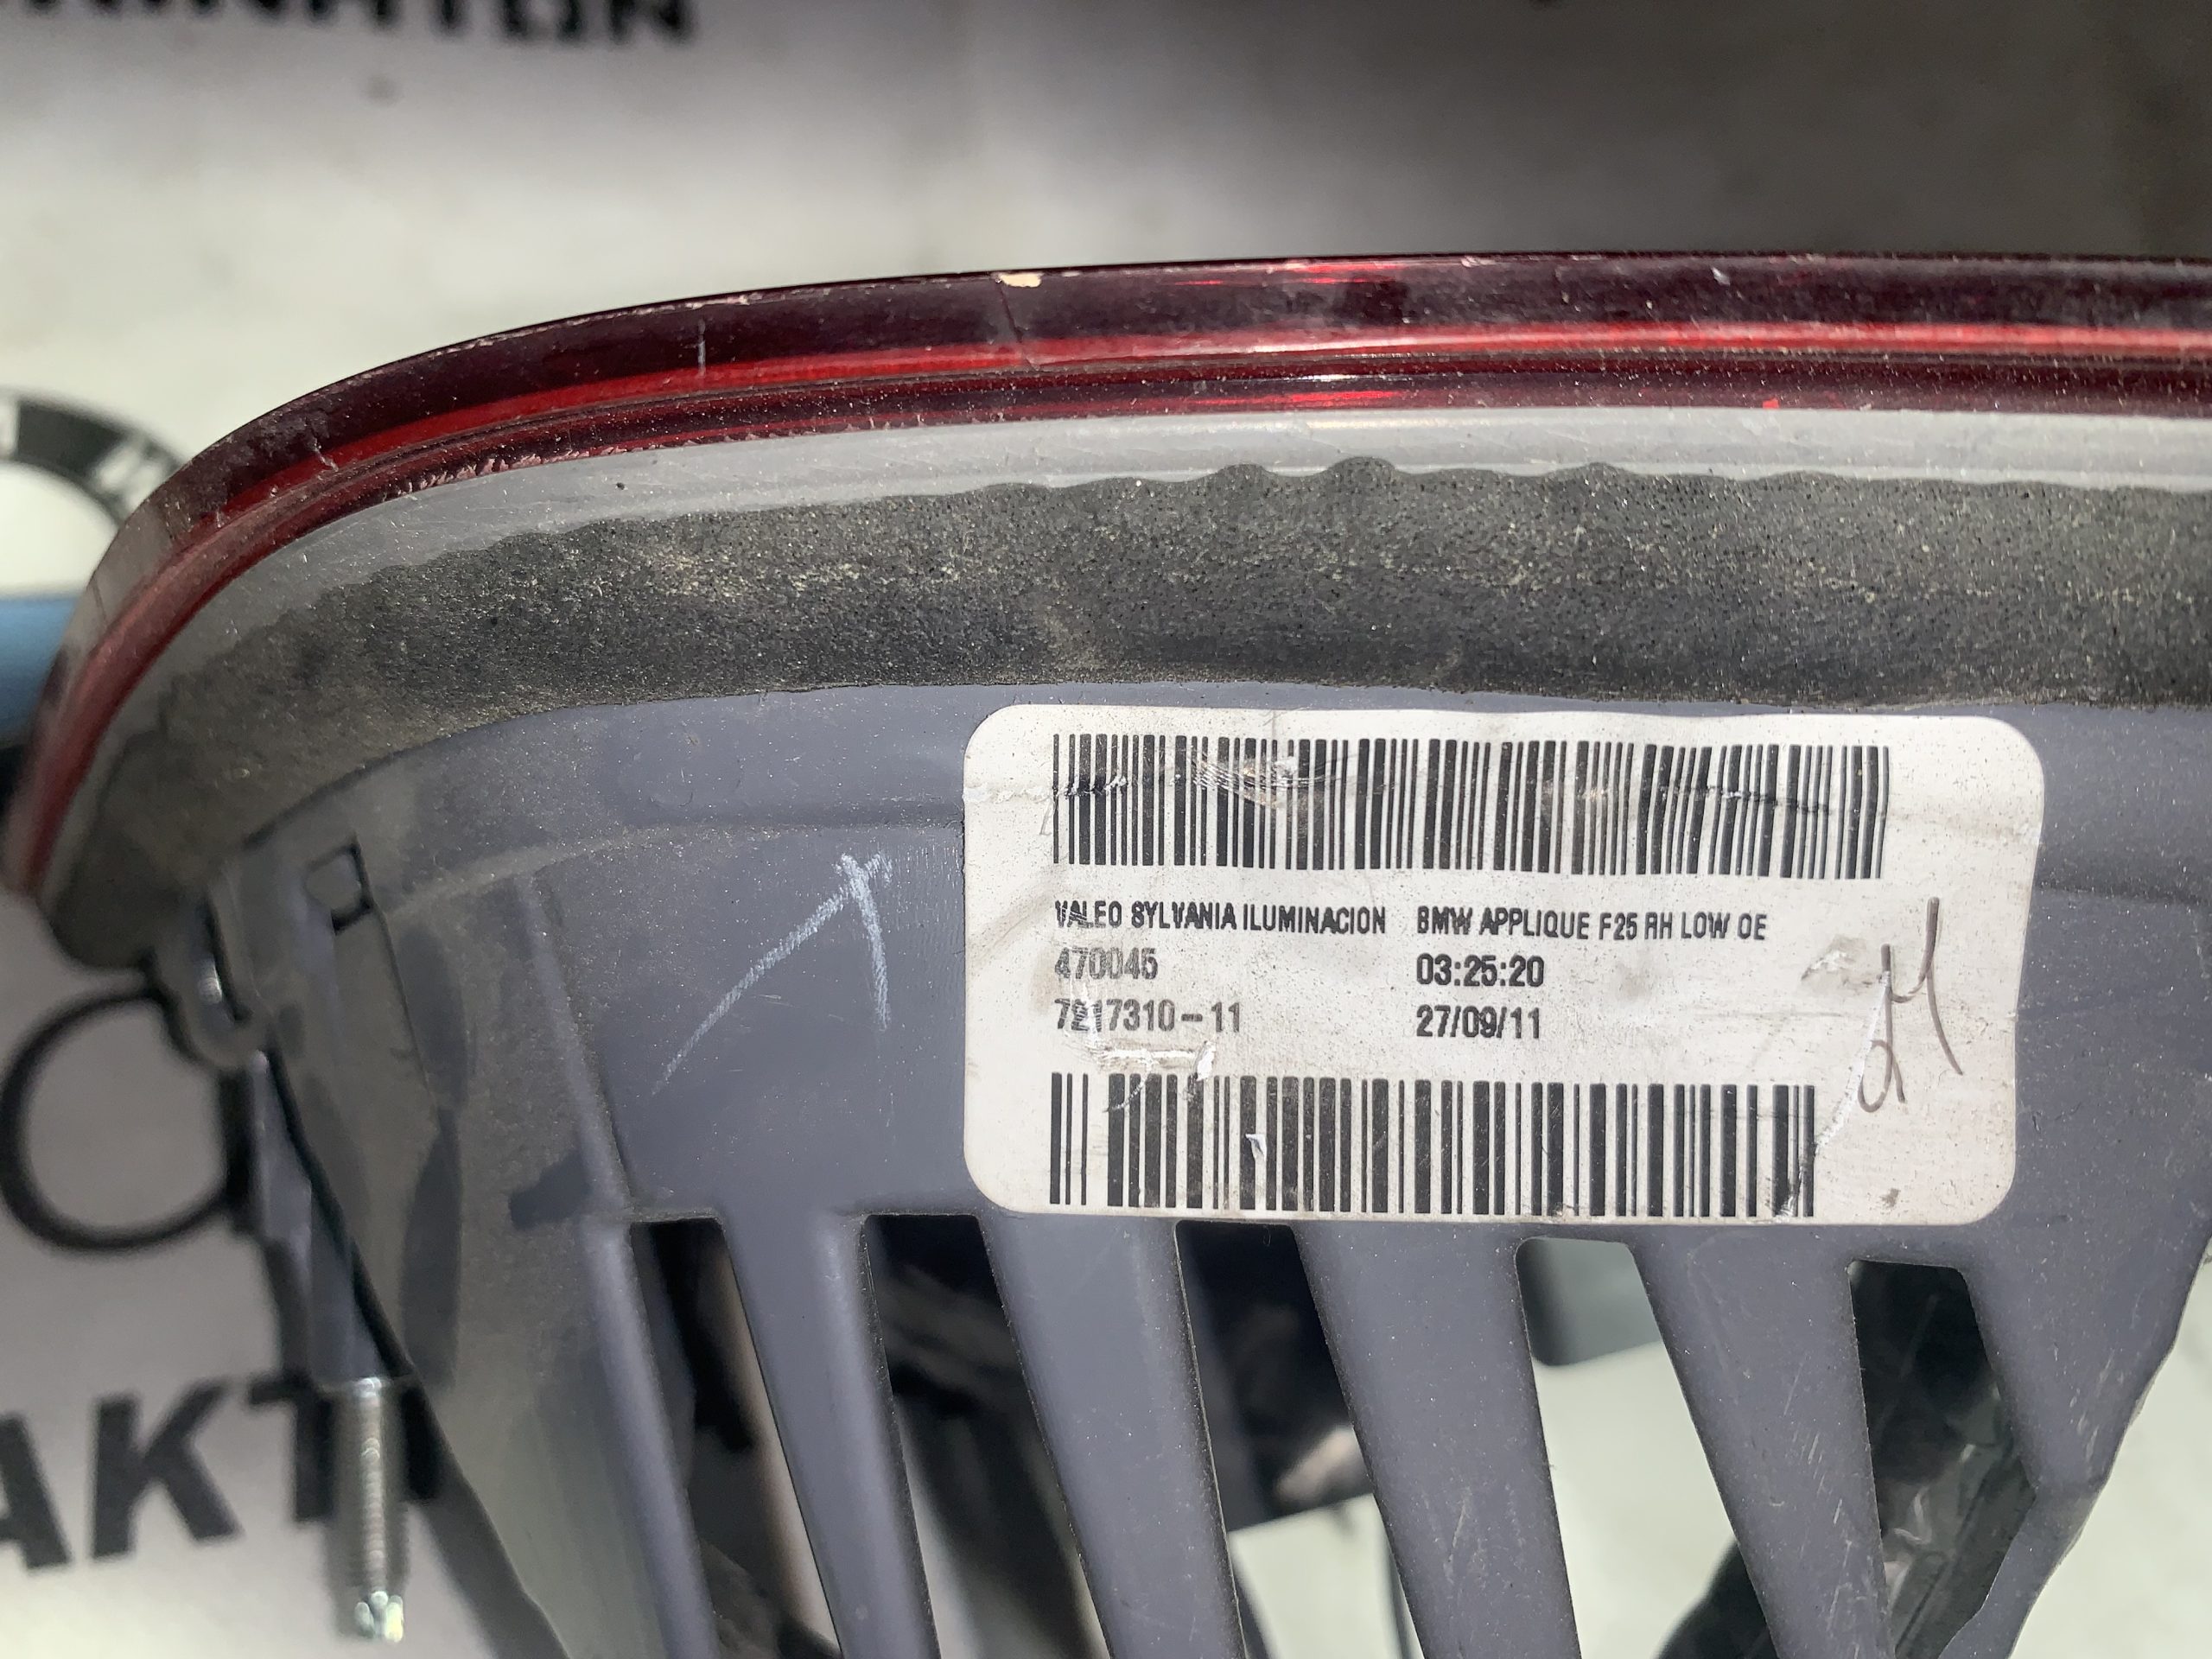 VALEO SYLVANIA ILUMINACION BMW APPLIQUE F25 RH LOW OE
470045 03:25:20
7217310-11 27/09/11